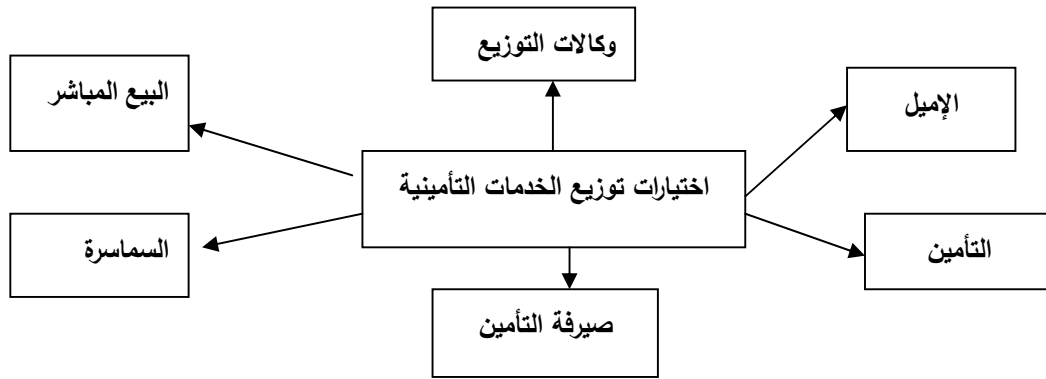 وكالات التوزيع
الإميل
البيع المباشر
اختيارات توزيع الخدمات التأمينية
التأمين
السماسرة
صيرفة التأمين